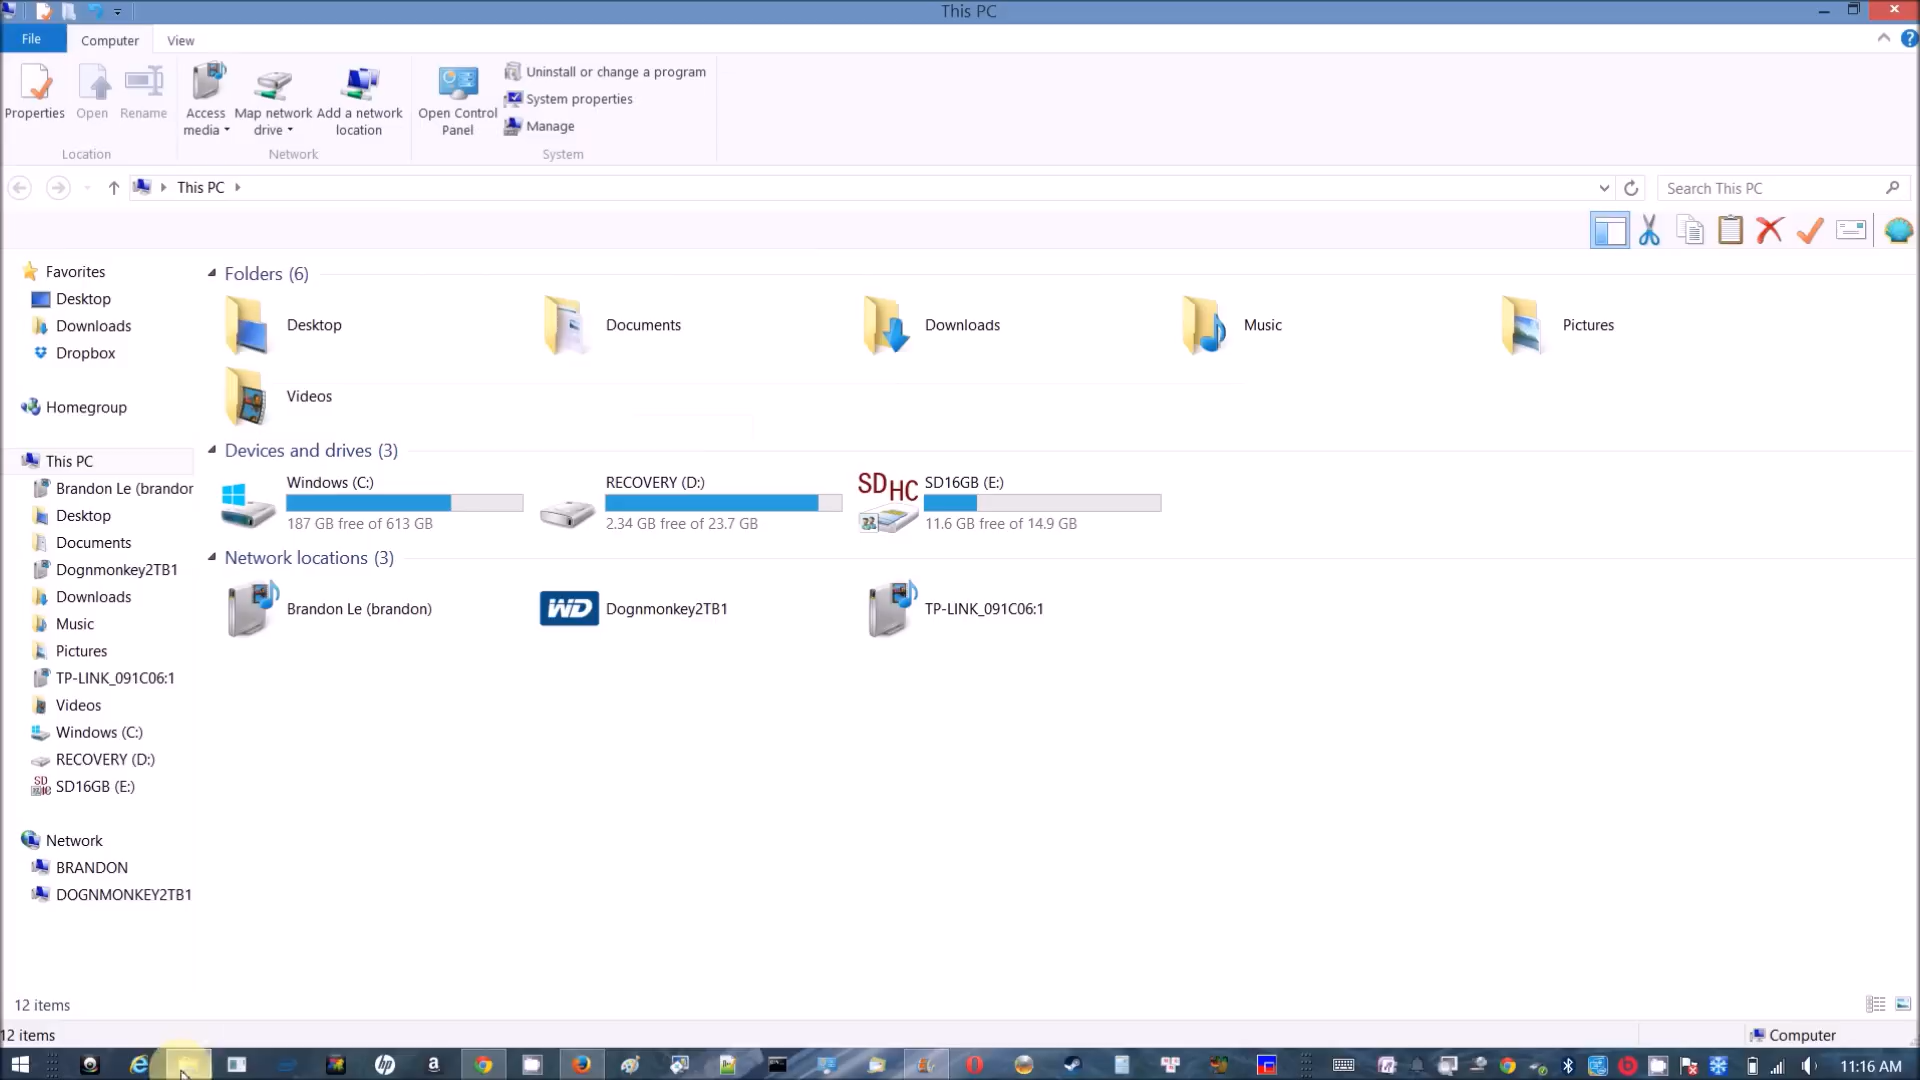 This PC
File
Computer
View
Properties
Open
Rename
Access
media
Map network
drive
Add a network
location
Open Control
Panel
Uninstall or change a program
System properties
Manage
Location
Network
System
This PC
Search This PC
Favorites
Desktop
Downloads
Dropbox
Homegroup
This PC
Brandon Le (brandor
Desktop
Documents
Dognmonkey2TB1
Downloads
Music
Pictures
TP-LINK_091C06:1
Videos
Windows (C:)
RECOVERY (D:)
SD16GB (E:)
Network
BRANDON
DOGNMONKEY2TB1
Folders (6)
Desktop
Documents
Downloads
Music
Pictures
Videos
Devices and drives (3)
Windows (C:)
187 GB free of 613 GB
RECOVERY (D:)
2.34 GB free of 23.7 GB
SDHC
SD16GB (E:)
11.6 GB free of 14.9 GB
Network locations (3)
Brandon Le (brandon)
WD
Dognmonkey2TB1
TP-LINK_091C06:1
12 items
12 items
Computer
hp
a
11:16 AM